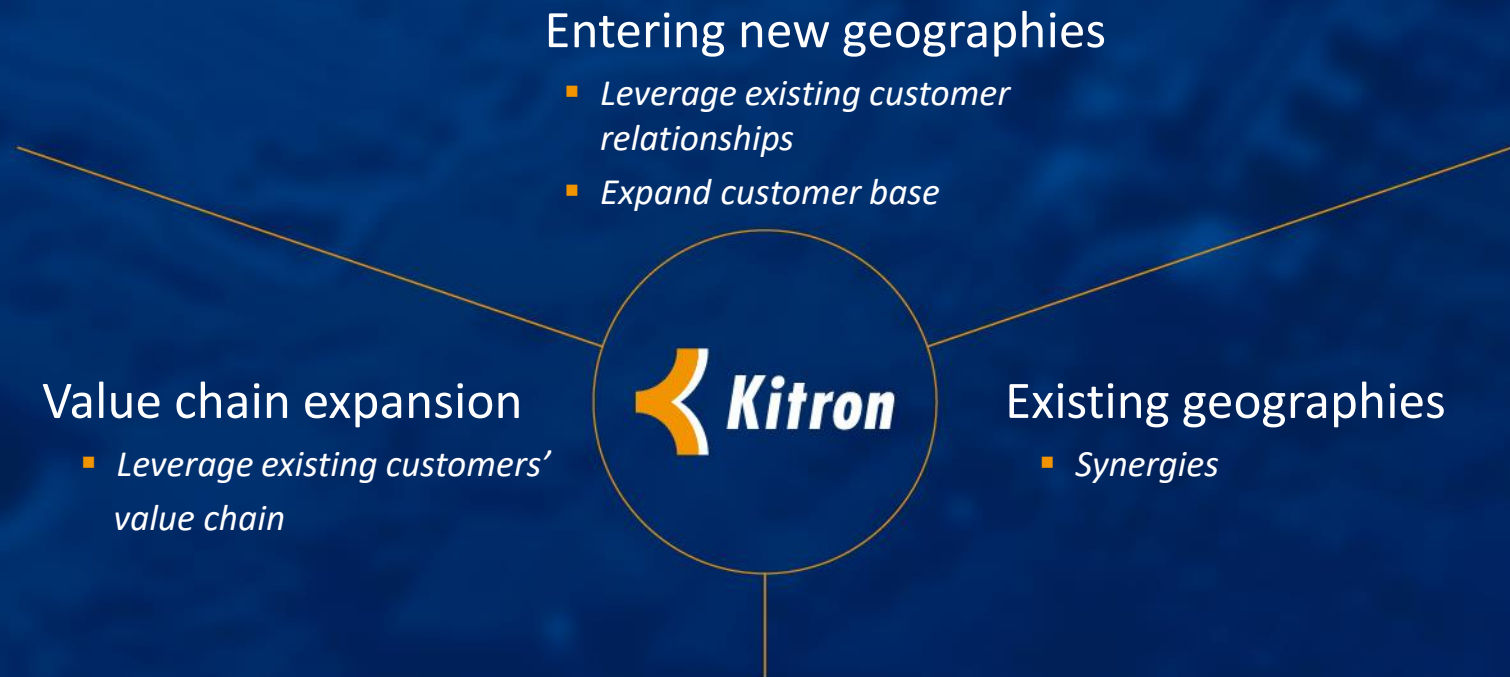 Entering new geographies
▪ Leverage existing customer
relationships
▪ Expand customer base
Value chain expansion
▪ Leverage existing customers’
value chain
Kitron
Existing geographies
▪ Synergies